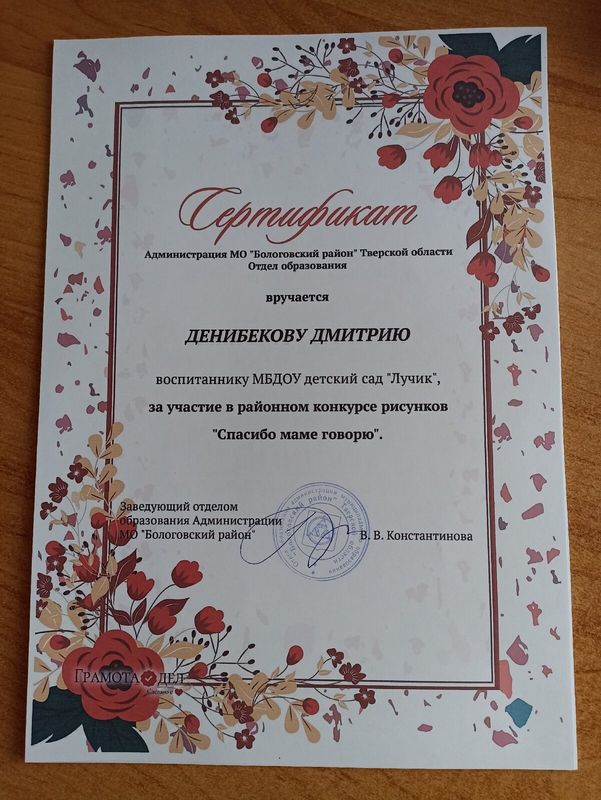 Сертификат
Администрация МО "Бологовский район" Тверской области
Отдел образования
вручается
ДЕНИБЕКОВУ ДМИТРИЮ
воспитаннику МБДОУ детский сад "Лучик",
за участие в районном конкурсе рисунков
"Спасибо маме говорю".
Заведующий отделом
образования Администрации
МО "Бологовский район"
В. В. Константинова
ГРАМОТА ДЕЛ